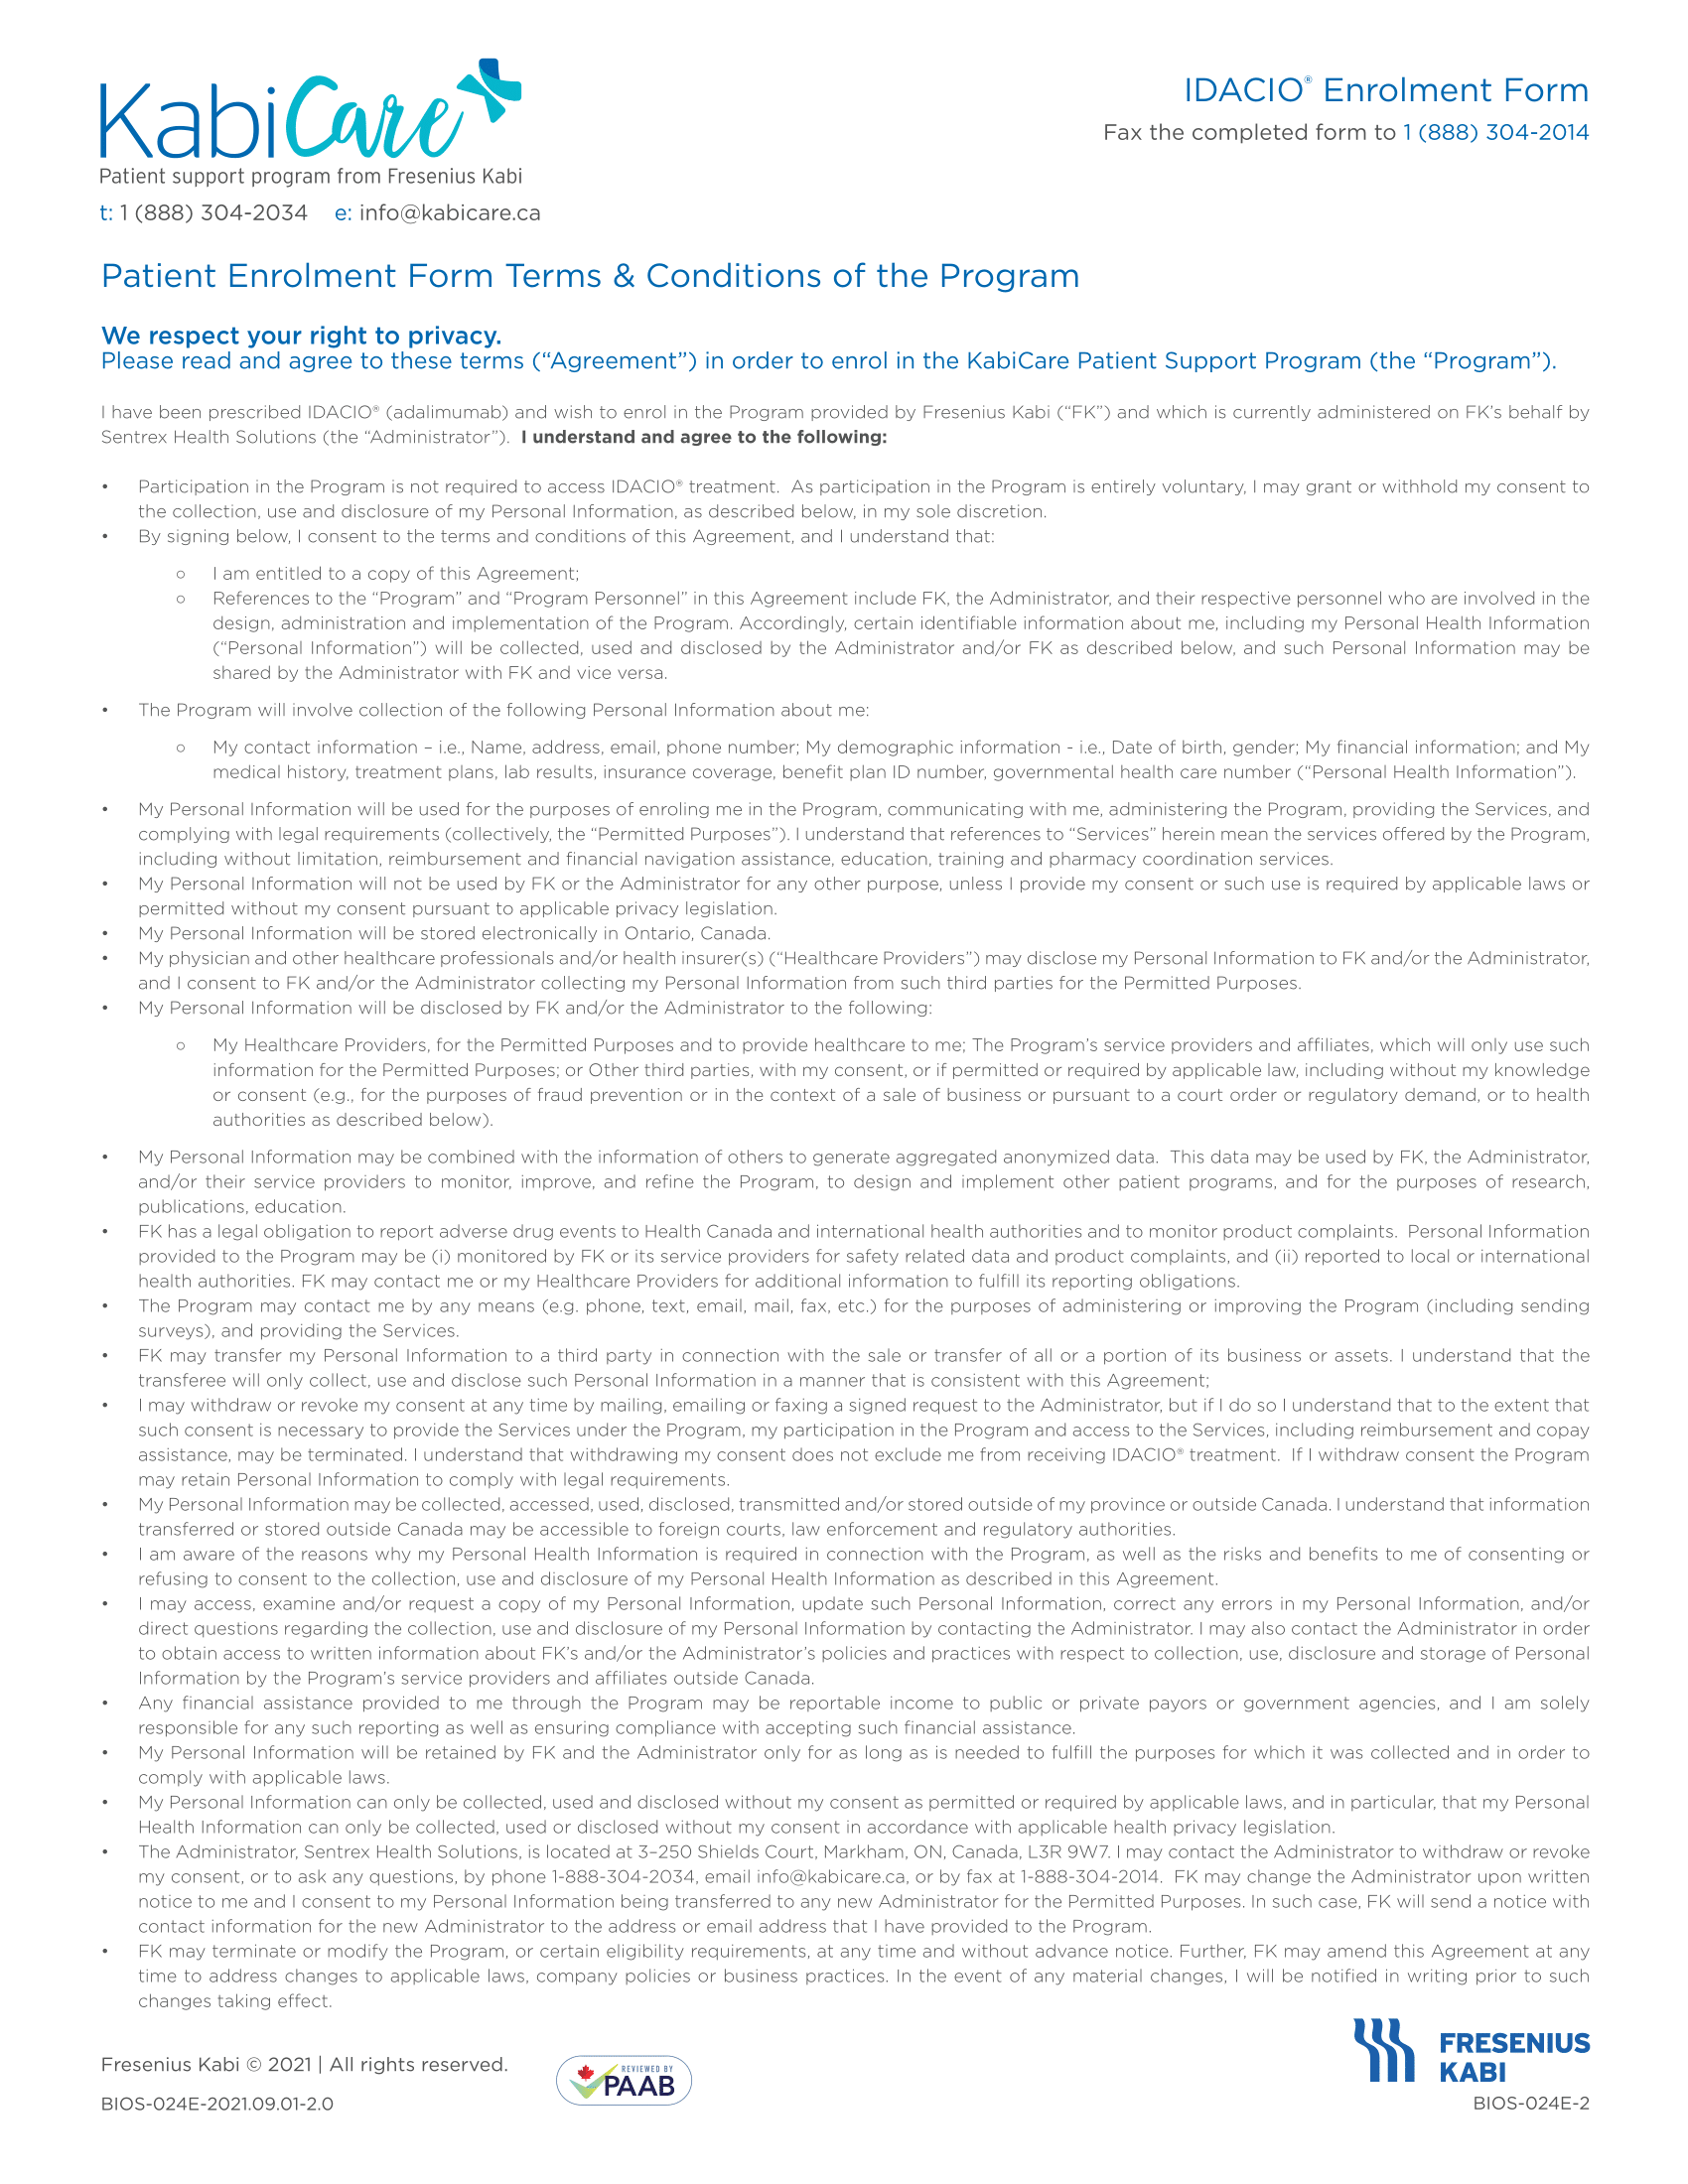 KabiCare
Patient support program from Fresenius Kabi
t: 1 (888) 304-2034 e: info@kabicare.ca
IDACIO® Enrolment Form
Fax the completed form to 1 (888) 304-2014
Patient Enrolment Form Terms & Conditions of the Program
We respect your right to privacy.
Please read and agree to these terms (“Agreement”) in order to enrol in the KabiCare Patient Support Program (the “Program”).
I have been prescribed IDACIO® (adalimumab) and wish to enrol in the Program provided by Fresenius Kabi (“FK”) and which is currently administered on FK’s behalf by
Sentrex Health Solutions (the “Administrator”). I understand and agree to the following:
• Participation in the Program is not required to access IDACIO® treatment. As participation in the Program is entirely voluntary, I may grant or withhold my consent to
the collection, use and disclosure of my Personal Information, as described below, in my sole discretion.
• By signing below, I consent to the terms and conditions of this Agreement, and I understand that:
○ I am entitled to a copy of this Agreement;
○ References to the “Program” and “Program Personnel” in this Agreement include FK, the Administrator, and their respective personnel who are involved in the
design, administration and implementation of the Program. Accordingly, certain identifiable information about me, including my Personal Health Information
(“Personal Information”) will be collected, used and disclosed by the Administrator and/or FK as described below, and such Personal Information may be
shared by the Administrator with FK and vice versa.
• The Program will involve collection of the following Personal Information about me:
○ My contact information – i.e., Name, address, email, phone number; My demographic information - i.e., Date of birth, gender; My financial information; and My
medical history, treatment plans, lab results, insurance coverage, benefit plan ID number, governmental health care number (“Personal Health Information”).
• My Personal Information will be used for the purposes of enroling me in the Program, communicating with me, administering the Program, providing the Services, and
complying with legal requirements (collectively, the “Permitted Purposes”). I understand that references to “Services” herein mean the services offered by the Program,
including without limitation, reimbursement and financial navigation assistance, education, training and pharmacy coordination services.
• My Personal Information will not be used by FK or the Administrator for any other purpose, unless I provide my consent or such use is required by applicable laws or
permitted without my consent pursuant to applicable privacy legislation.
• My Personal Information will be stored electronically in Ontario, Canada.
• My physician and other healthcare professionals and/or health insurer(s) (“Healthcare Providers”) may disclose my Personal Information to FK and/or the Administrator,
and I consent to FK and/or the Administrator collecting my Personal Information from such third parties for the Permitted Purposes.
• My Personal Information will be disclosed by FK and/or the Administrator to the following:
○ My Healthcare Providers, for the Permitted Purposes and to provide healthcare to me; The Program’s service providers and affiliates, which will only use such
information for the Permitted Purposes; or Other third parties, with my consent, or if permitted or required by applicable law, including without my knowledge
or consent (e.g., for the purposes of fraud prevention or in the context of a sale of business or pursuant to a court order or regulatory demand, or to health
authorities as described below).
• My Personal Information may be combined with the information of others to generate aggregated anonymized data. This data may be used by FK, the Administrator,
and/or their service providers to monitor, improve, and refine the Program, to design and implement other patient programs, and for the purposes of research,
publications, education.
• FK has a legal obligation to report adverse drug events to Health Canada and international health authorities and to monitor product complaints. Personal Information
provided to the Program may be (i) monitored by FK or its service providers for safety related data and product complaints, and (ii) reported to local or international
health authorities. FK may contact me or my Healthcare Providers for additional information to fulfill its reporting obligations.
• The Program may contact me by any means (e.g. phone, text, email, mail, fax, etc.) for the purposes of administering or improving the Program (including sending
surveys), and providing the Services.
• FK may transfer my Personal Information to a third party in connection with the sale or transfer of all or a portion of its business or assets. I understand that the
transferee will only collect, use and disclose such Personal Information in a manner that is consistent with this Agreement;
• I may withdraw or revoke my consent at any time by mailing, emailing or faxing a signed request to the Administrator, but if I do so I understand that to the extent that
such consent is necessary to provide the Services under the Program, my participation in the Program and access to the Services, including reimbursement and copay
assistance, may be terminated. I understand that withdrawing my consent does not exclude me from receiving IDACIO® treatment. If I withdraw consent the Program
may retain Personal Information to comply with legal requirements.
• My Personal Information may be collected, accessed, used, disclosed, transmitted and/or stored outside of my province or outside Canada. I understand that information
transferred or stored outside Canada may be accessible to foreign courts, law enforcement and regulatory authorities.
• I am aware of the reasons why my Personal Health Information is required in connection with the Program, as well as the risks and benefits to me of consenting or
refusing to consent to the collection, use and disclosure of my Personal Health Information as described in this Agreement.
• I may access, examine and/or request a copy of my Personal Information, update such Personal Information, correct any errors in my Personal Information, and/or
direct questions regarding the collection, use and disclosure of my Personal Information by contacting the Administrator. I may also contact the Administrator in order
to obtain access to written information about FK’s and/or the Administrator’s policies and practices with respect to collection, use, disclosure and storage of Personal
Information by the Program’s service providers and affiliates outside Canada.
• Any financial assistance provided to me through the Program may be reportable income to public or private payors or government agencies, and I am solely
responsible for any such reporting as well as ensuring compliance with accepting such financial assistance.
• My Personal Information will be retained by FK and the Administrator only for as long as is needed to fulfill the purposes for which it was collected and in order to
comply with applicable laws.
• My Personal Information can only be collected, used and disclosed without my consent as permitted or required by applicable laws, and in particular, that my Personal
Health Information can only be collected, used or disclosed without my consent in accordance with applicable health privacy legislation.
• The Administrator, Sentrex Health Solutions, is located at 3–250 Shields Court, Markham, ON, Canada, L3R 9W7. I may contact the Administrator to withdraw or revoke
my consent, or to ask any questions, by phone 1-888-304-2034, email info@kabicare.ca, or by fax at 1-888-304-2014. FK may change the Administrator upon written
notice to me and I consent to my Personal Information being transferred to any new Administrator for the Permitted Purposes. In such case, FK will send a notice with
contact information for the new Administrator to the address or email address that I have provided to the Program.
• FK may terminate or modify the Program, or certain eligibility requirements, at any time and without advance notice. Further, FK may amend this Agreement at any
time to address changes to applicable laws, company policies or business practices. In the event of any material changes, I will be notified in writing prior to such
changes taking effect.
Fresenius Kabi © 2021 | All rights reserved.
BIOS-024E-2021.09.01-2.0
REVIEWED BY
PAAB
FRESENIUS
KABI
BIOS-024E-2